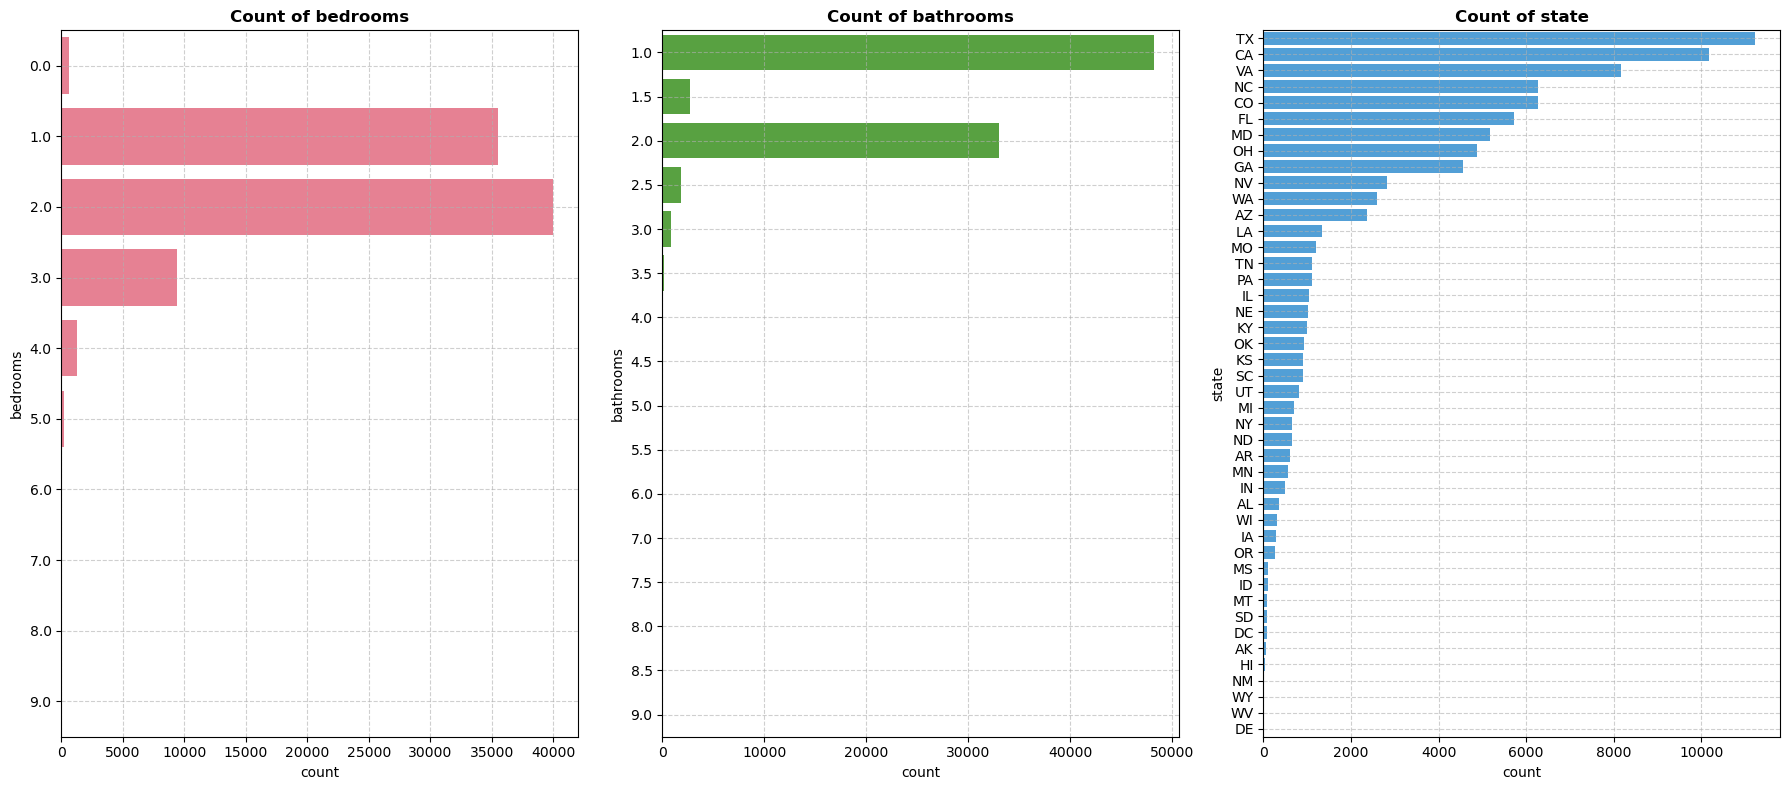 Count of bedrooms
bedrooms
0.0
1.0
2.0
3.0
4.0
5.0
6.0
7.0
8.0
9.0
0 5000 10000 15000 20000 25000 30000 35000 40000
count
Count of bathrooms
bathrooms
1.0
1.5
2.0
2.5
3.0
3.5
4.0
4.5
5.0
5.5
6.0
7.0
7.5
8.0
8.5
9.0
0 10000 20000 30000 40000 50000
count
Count of state
state
TX
CA
VA
NC
CO
FL
MD
OH
GA
NV
WA
AZ
LA
MO
TN
PA
IL
NE
KY
OK
KS
SC
UT
MI
NY
ND
AR
MN
IN
AL
WI
IA
OR
MS
ID
MT
SD
DC
AK
HI
NM
WY
WV
DE
0 2000 4000 6000 8000 10000
count